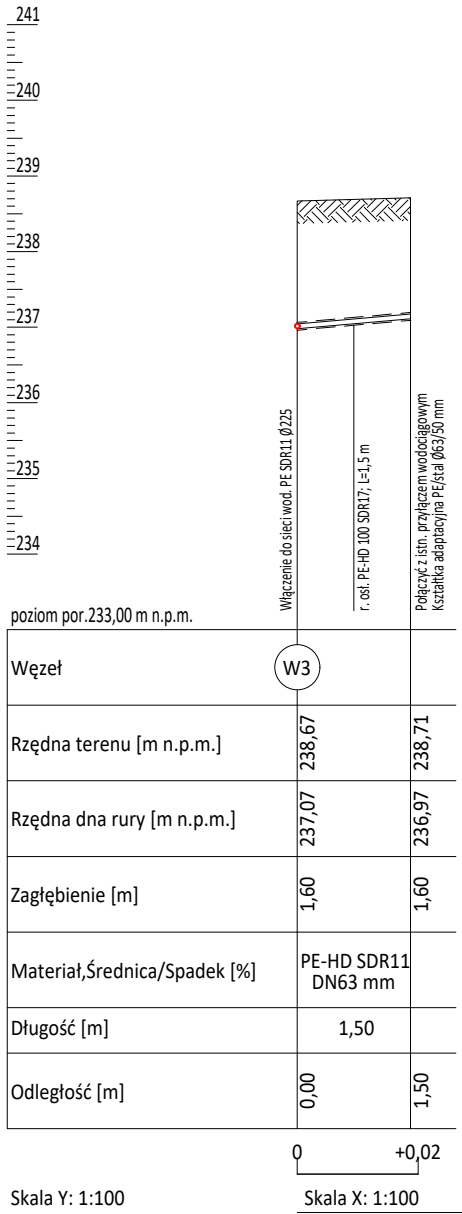 241
240
239
238
237
236
235
234
Włączenie do sieci wod. PE SDR11 Ø225
r. osł. PE-HD 100 SDR17; L=1,5 m
Połączyć z istn. przyłączem wodociągowym
Kształtka adaptacyjna PE/stal Ø63/50 mm
poziom por.233,00 m n.p.m.
Węzeł W3
Rzędna terenu [m n.p.m.] 238,67 238,71
Rzędna dna rury [m n.p.m.] 237,07 236,97
Zagłębienie [m] 1,60 1,60
Materiał,Średnica/Spadek [%] PE-HD SDR11
DN63 mm
Długość [m] 1,50
Odległość [m] 0,00 1,50
0 +0,02
Skala Y: 1:100 Skala X: 1:100